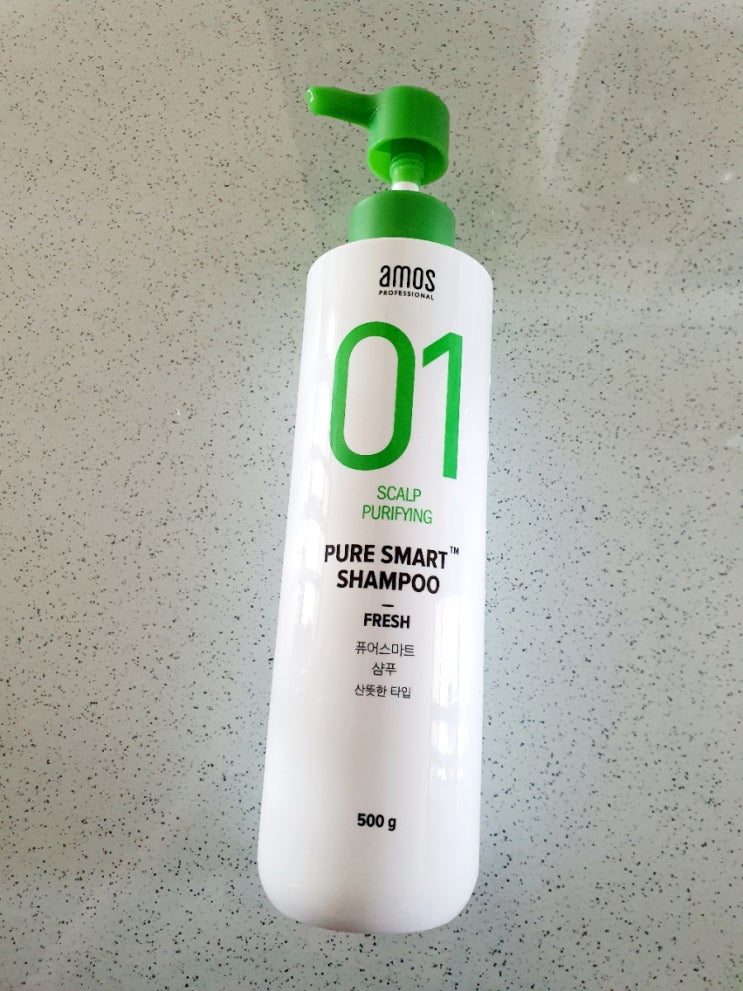 amos
PROFESSIONAL
01
SCALP
PURIFYING
PURE SMART™
SHAMPOO
FRESH
퓨어스마트
샴푸
산뜻한 타입
500 g